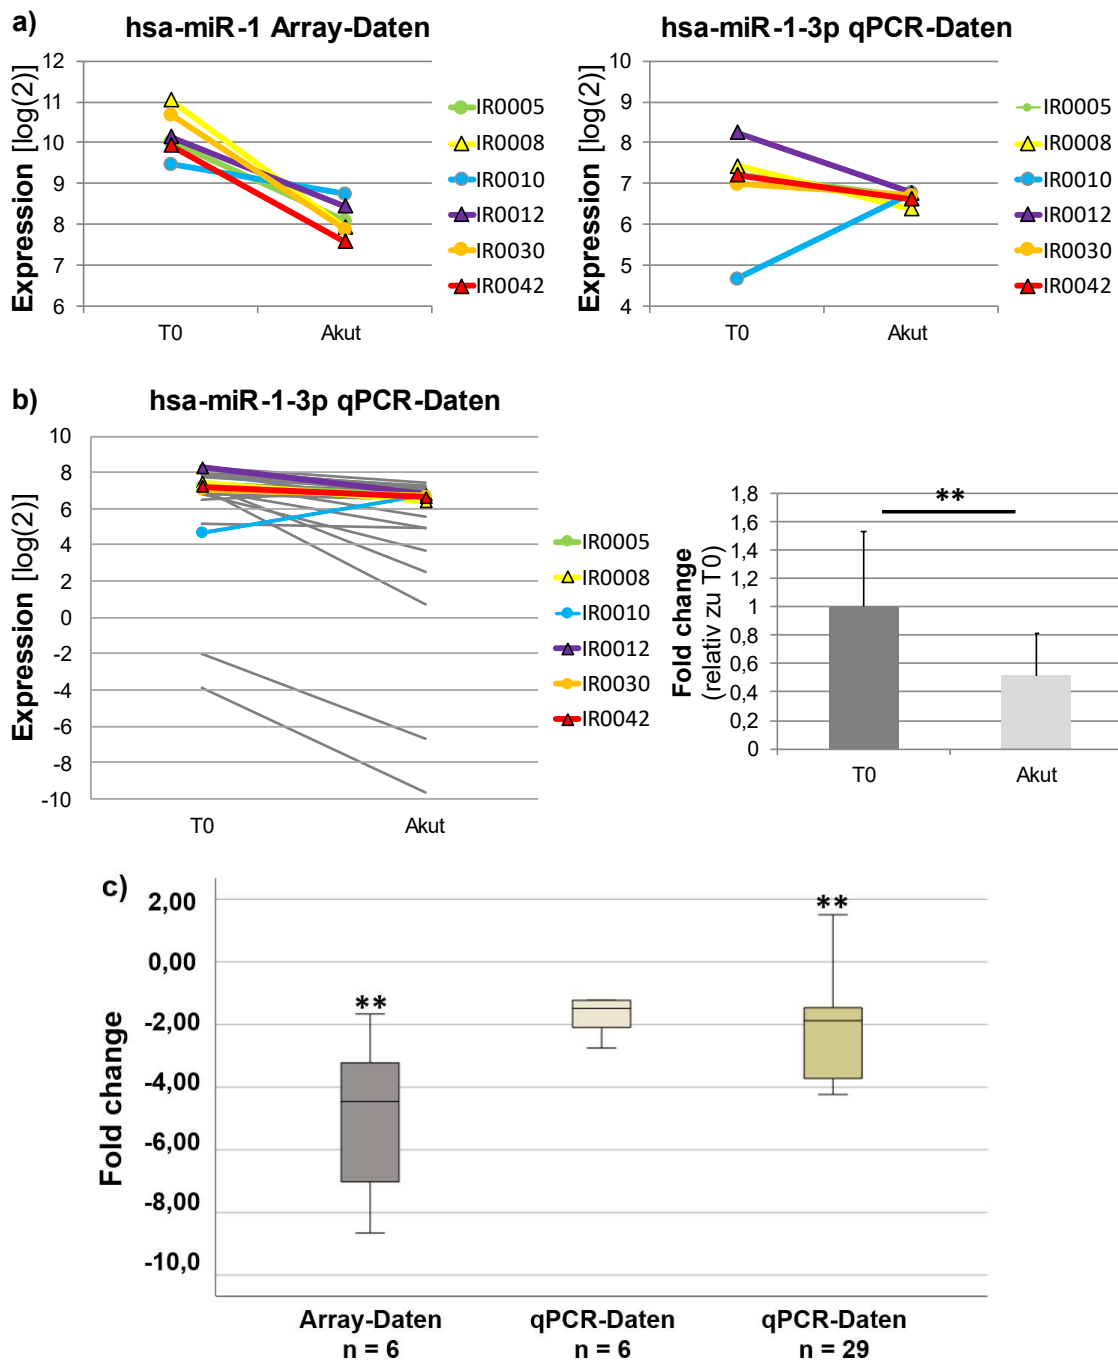 a)
hsa-miR-1 Array-Daten
Expression [log(2)]
12
11
10
9
8
7
6
T0
Akut
IR0005
IR0008
IR0010
IR0012
IR0030
IR0042
hsa-miR-1-3p qPCR-Daten
Expression [log(2)]
10
9
8
7
6
5
4
T0
Akut
IR0005
IR0008
IR0010
IR0012
IR0030
IR0042
b)
hsa-miR-1-3p qPCR-Daten
Expression [log(2)]
10
8
6
4
2
0
-2
-4
-6
-8
-10
T0
Akut
IR0005
IR0008
IR0010
IR0012
IR0030
IR0042
Fold change
(relativ zu T0)
1,8
1,6
1,4
1,2
1
0,8
0,6
0,4
0,2
0
**
T0
Akut
c)
Fold change
2,00
0,00
-2,00
-4,00
-6,00
-8,00
-10,0
**
**
Array-Daten
n = 6
qPCR-Daten
n = 6
qPCR-Daten
n = 29